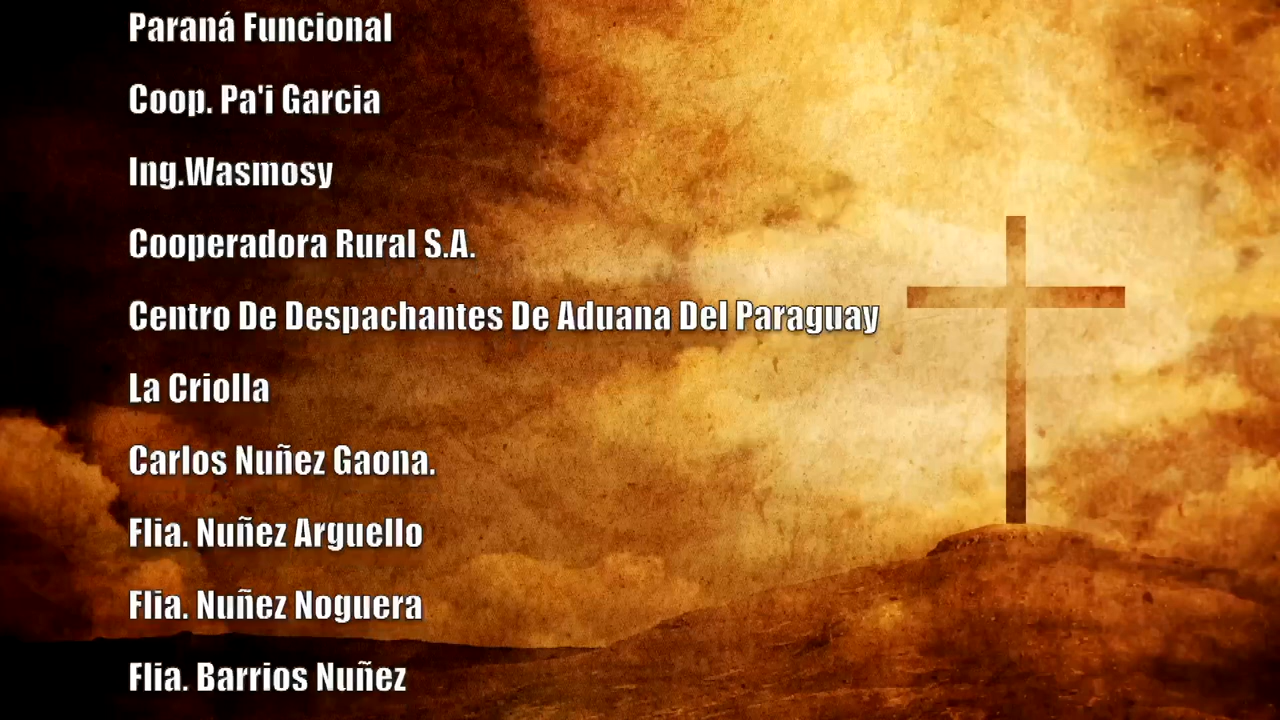 Paraná Funcional
Coop. Pa'i Garcia
Ing.Wasmosy
Cooperadora Rural S.A.
Centro De Despachantes De Aduana Del Paraguay
La Criolla
Carlos Nuñez Gaona.
Flia. Nuñez Arguello
Flia. Nuñez Noguera
Flia. Barrios Nuñez